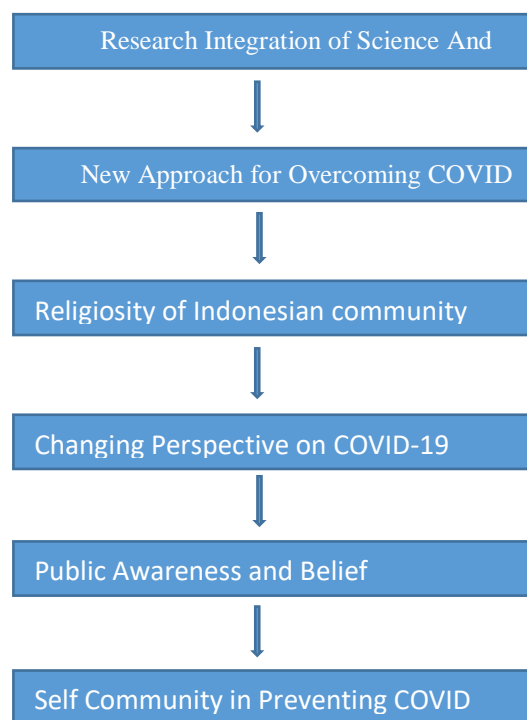 Research Integration of Science And
New Approach for Overcoming COVID
Religiosity of Indonesian community
Changing Perspective on COVID-19
Public Awareness and Belief
Self Community in Preventing COVID